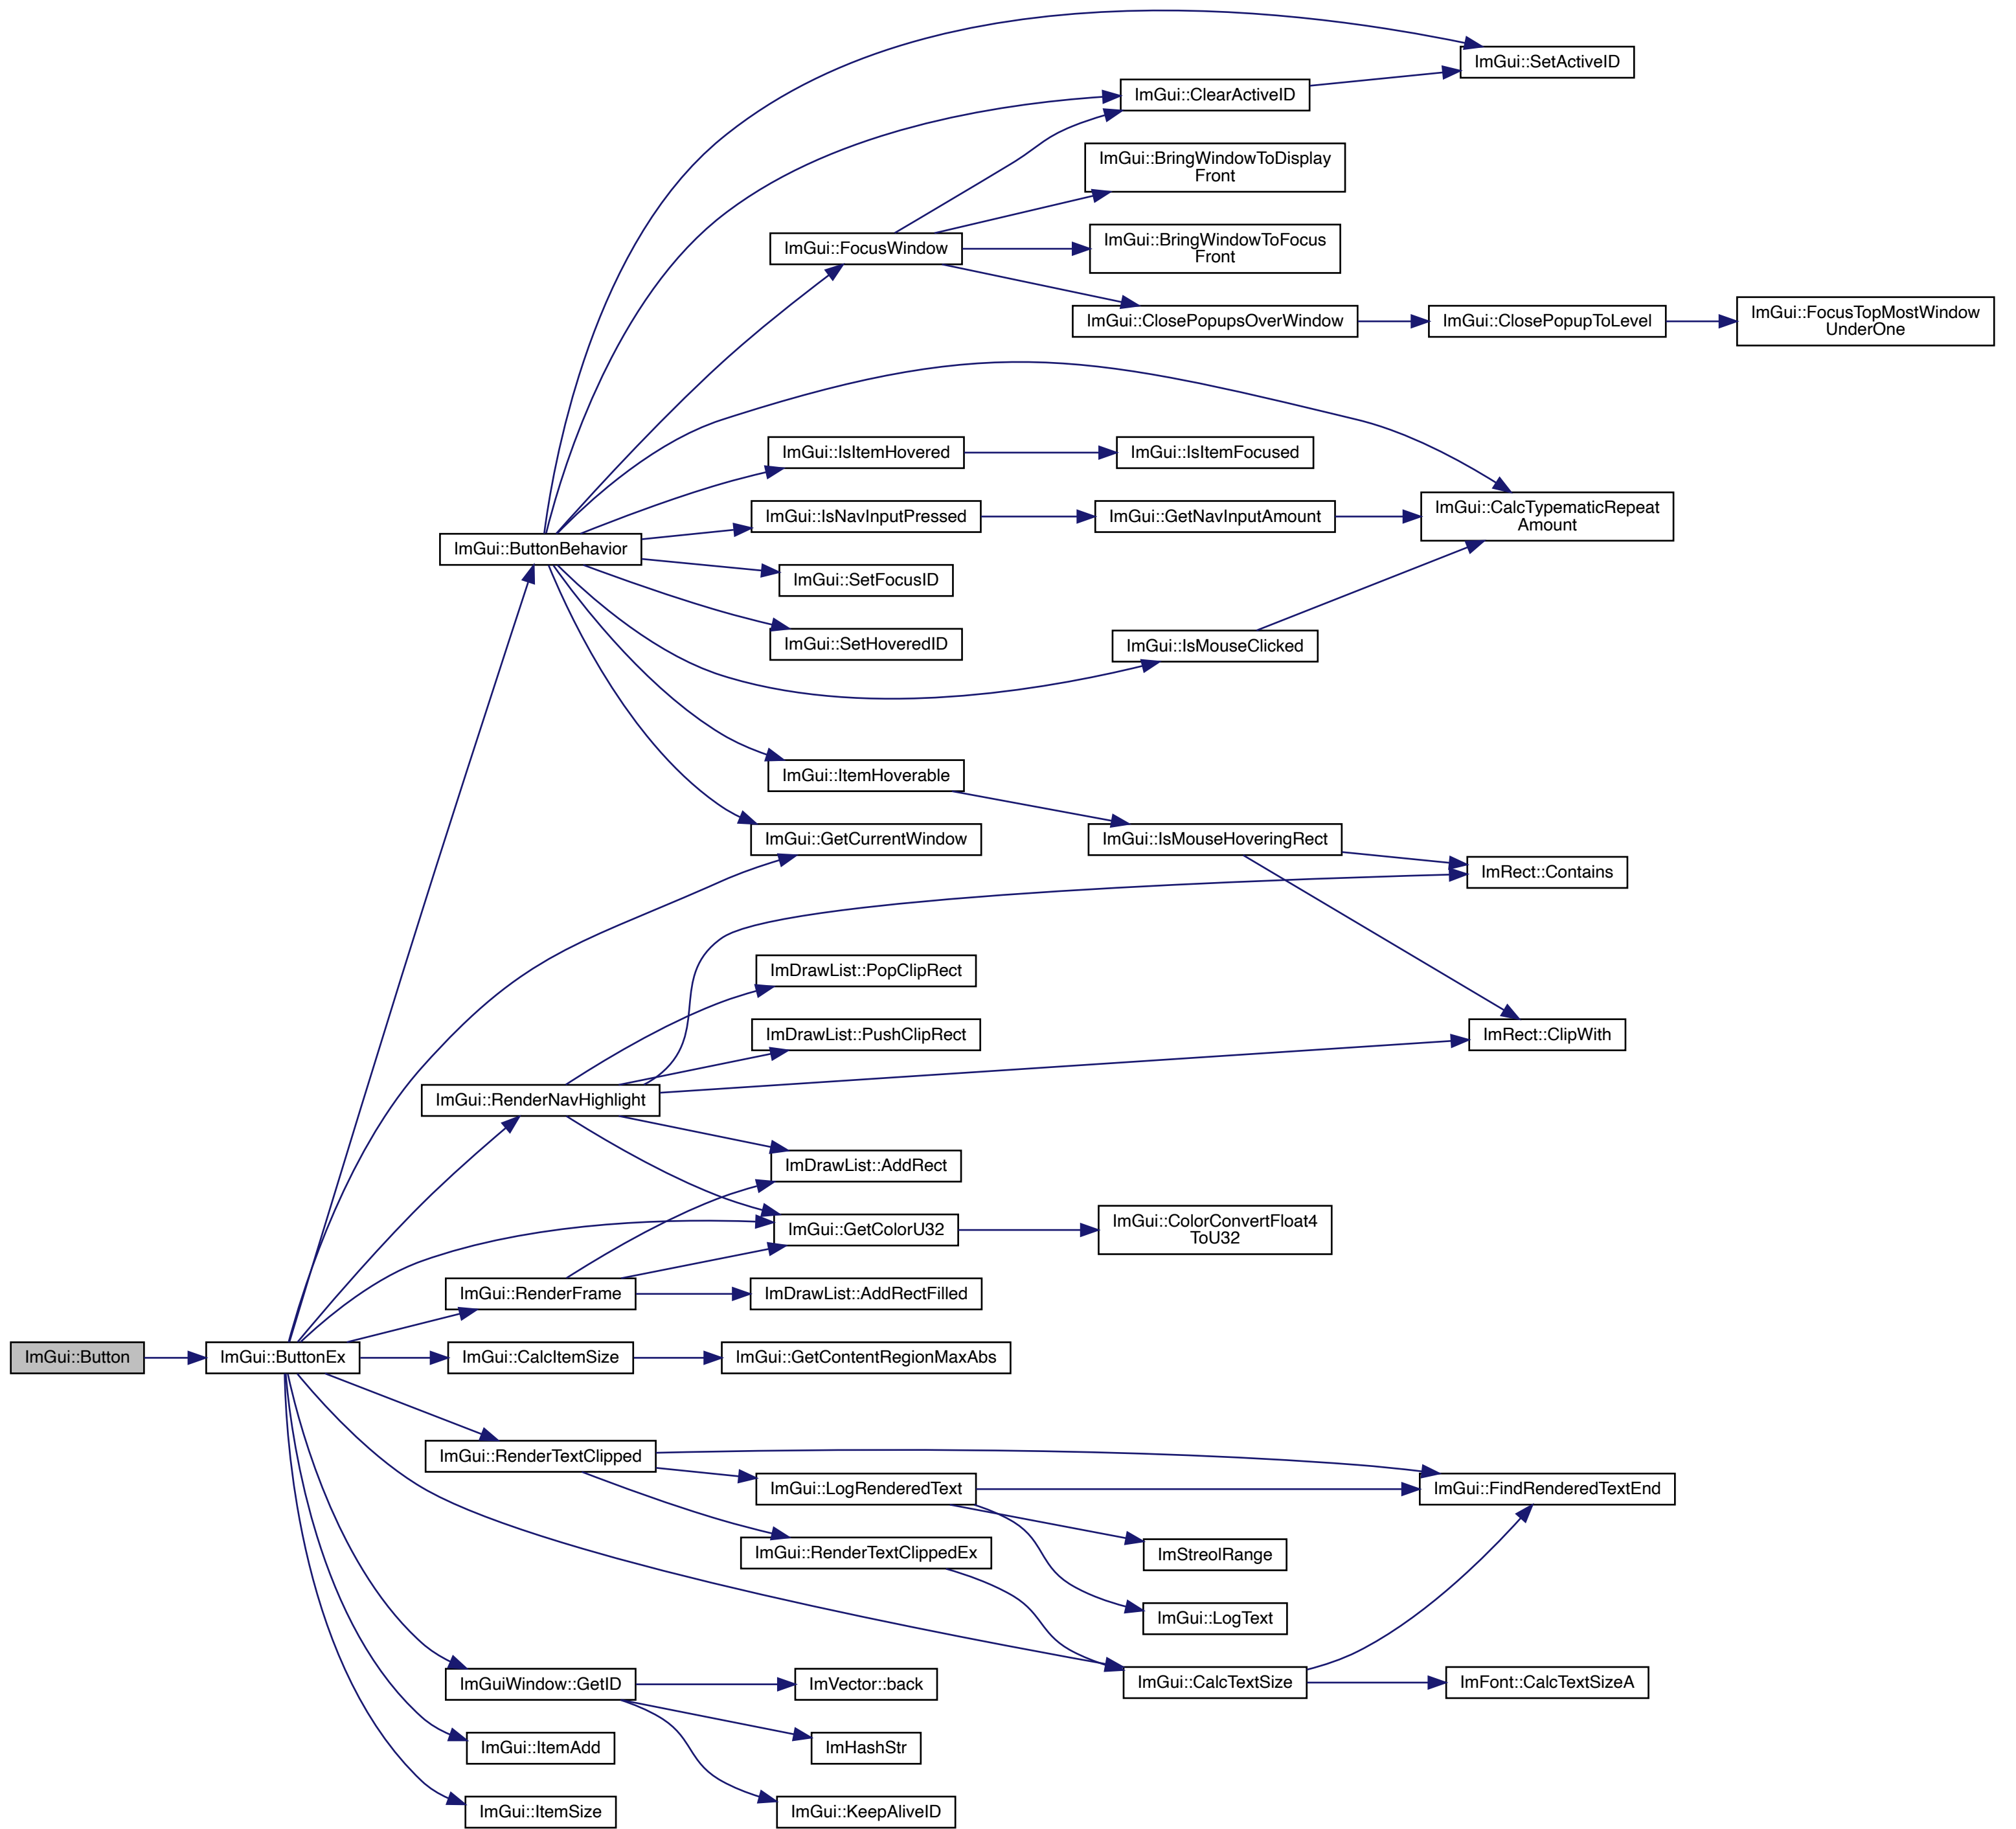 ImGui::SetActiveID
ImGui::ClearActiveID
ImGui::BringWindowToDisplay
Front
ImGui::FocusWindow
ImGui::BringWindowToFocus
Front
ImGui::ClosePopupsOverWindow
ImGui::ClosePopupToLevel
ImGui::FocusTopMostWindow
UnderOne
ImGui::IsItemHovered
ImGui::IsItemFocused
ImGui::IsNavInputPressed
ImGui::GetNavInputAmount
ImGui::CalcTypematicRepeat
Amount
ImGui::ButtonBehavior
ImGui::SetFocusID
ImGui::SetHoveredID
ImGui::IsMouseClicked
ImGui::ItemHoverable
ImGui::GetCurrentWindow
ImGui::IsMouseHoveringRect
ImRect::Contains
ImDrawList::PopClipRect
ImDrawList::PushClipRect
ImRect::ClipWith
ImGui::RenderNavHighlight
ImDrawList::AddRect
ImGui::GetColorU32
ImGui::ColorConvertFloat4
ToU32
ImGui::RenderFrame
ImDrawList::AddRectFilled
ImGui::Button
ImGui::ButtonEx
ImGui::CalcItemSize
ImGui::GetContentRegionMaxAbs
ImGui::RenderTextClipped
ImGui::LogRenderedText
ImGui::FindRenderedTextEnd
ImGui::RenderTextClippedEx
ImStreolRange
ImGui::LogText
ImGuiWindow::GetID
ImVector::back
ImGui::CalcTextSize
ImFont::CalcTextSizeA
ImGui::ItemAdd
ImHashStr
ImGui::ItemSize
ImGui::KeepAliveID